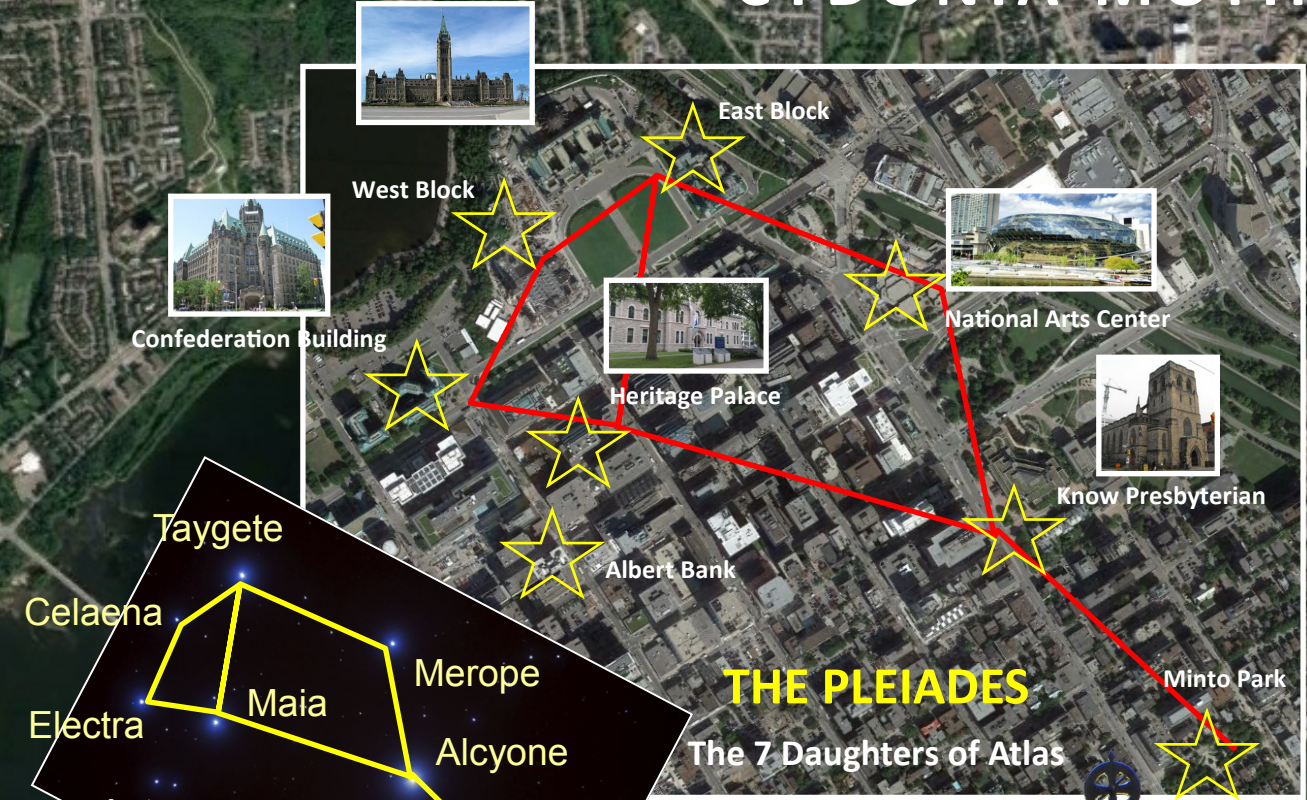 East Block
West Block
Confederation Building
National Arts Center
Heritage Palace
Know Presbyterian
Albert Bank
Minto Park
THE PLEIADES
The 7 Daughters of Atlas
Taygete
Celaena
Merope
Maia
Electra
Alcyone